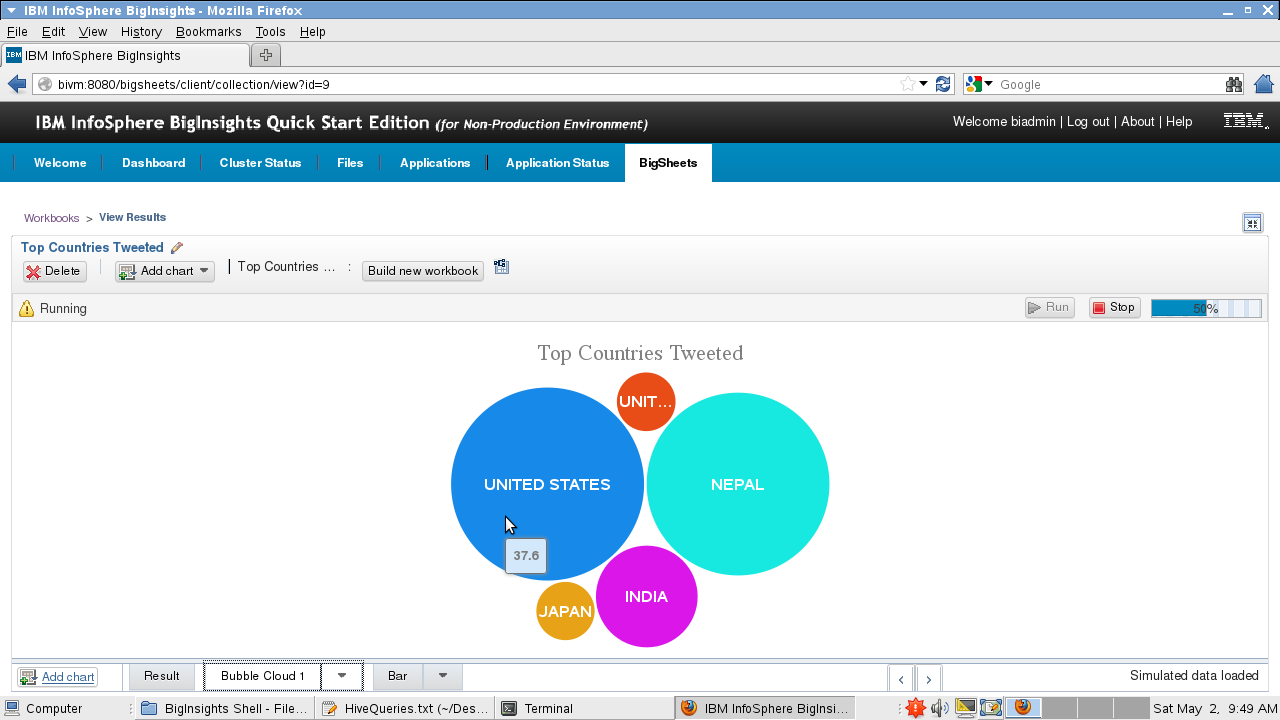 IBM InfoSphere BigInsights - Mozilla Firefox
File Edit View History Bookmarks Tools Help
IBM IBM InfoSphere BigInsights
bivm:8080/bigsheets/client/collection/view?id=9
Google
IBM InfoSphere BigInsights Quick Start Edition (for Non-Production Environment)
Welcome biadmin | Log out | About | Help
IBM.
Welcome Dashboard Cluster Status Files Applications Application Status BigSheets
Workbooks > View Results
Top Countries Tweeted
Delete Add chart Top Countries ... : Build new workbook
Running
Run Stop 50%
Top Countries Tweeted
UNIT...
UNITED STATES
NEPAL
37.6
INDIA
JAPAN
Add chart Result Bubble Cloud 1 Bar
< > Simulated data loaded
Computer BigInsights Shell - File... HiveQueries.txt (~/Des... Terminal IBM InfoSphere BigInsi... Sat May 2, 9:49 AM